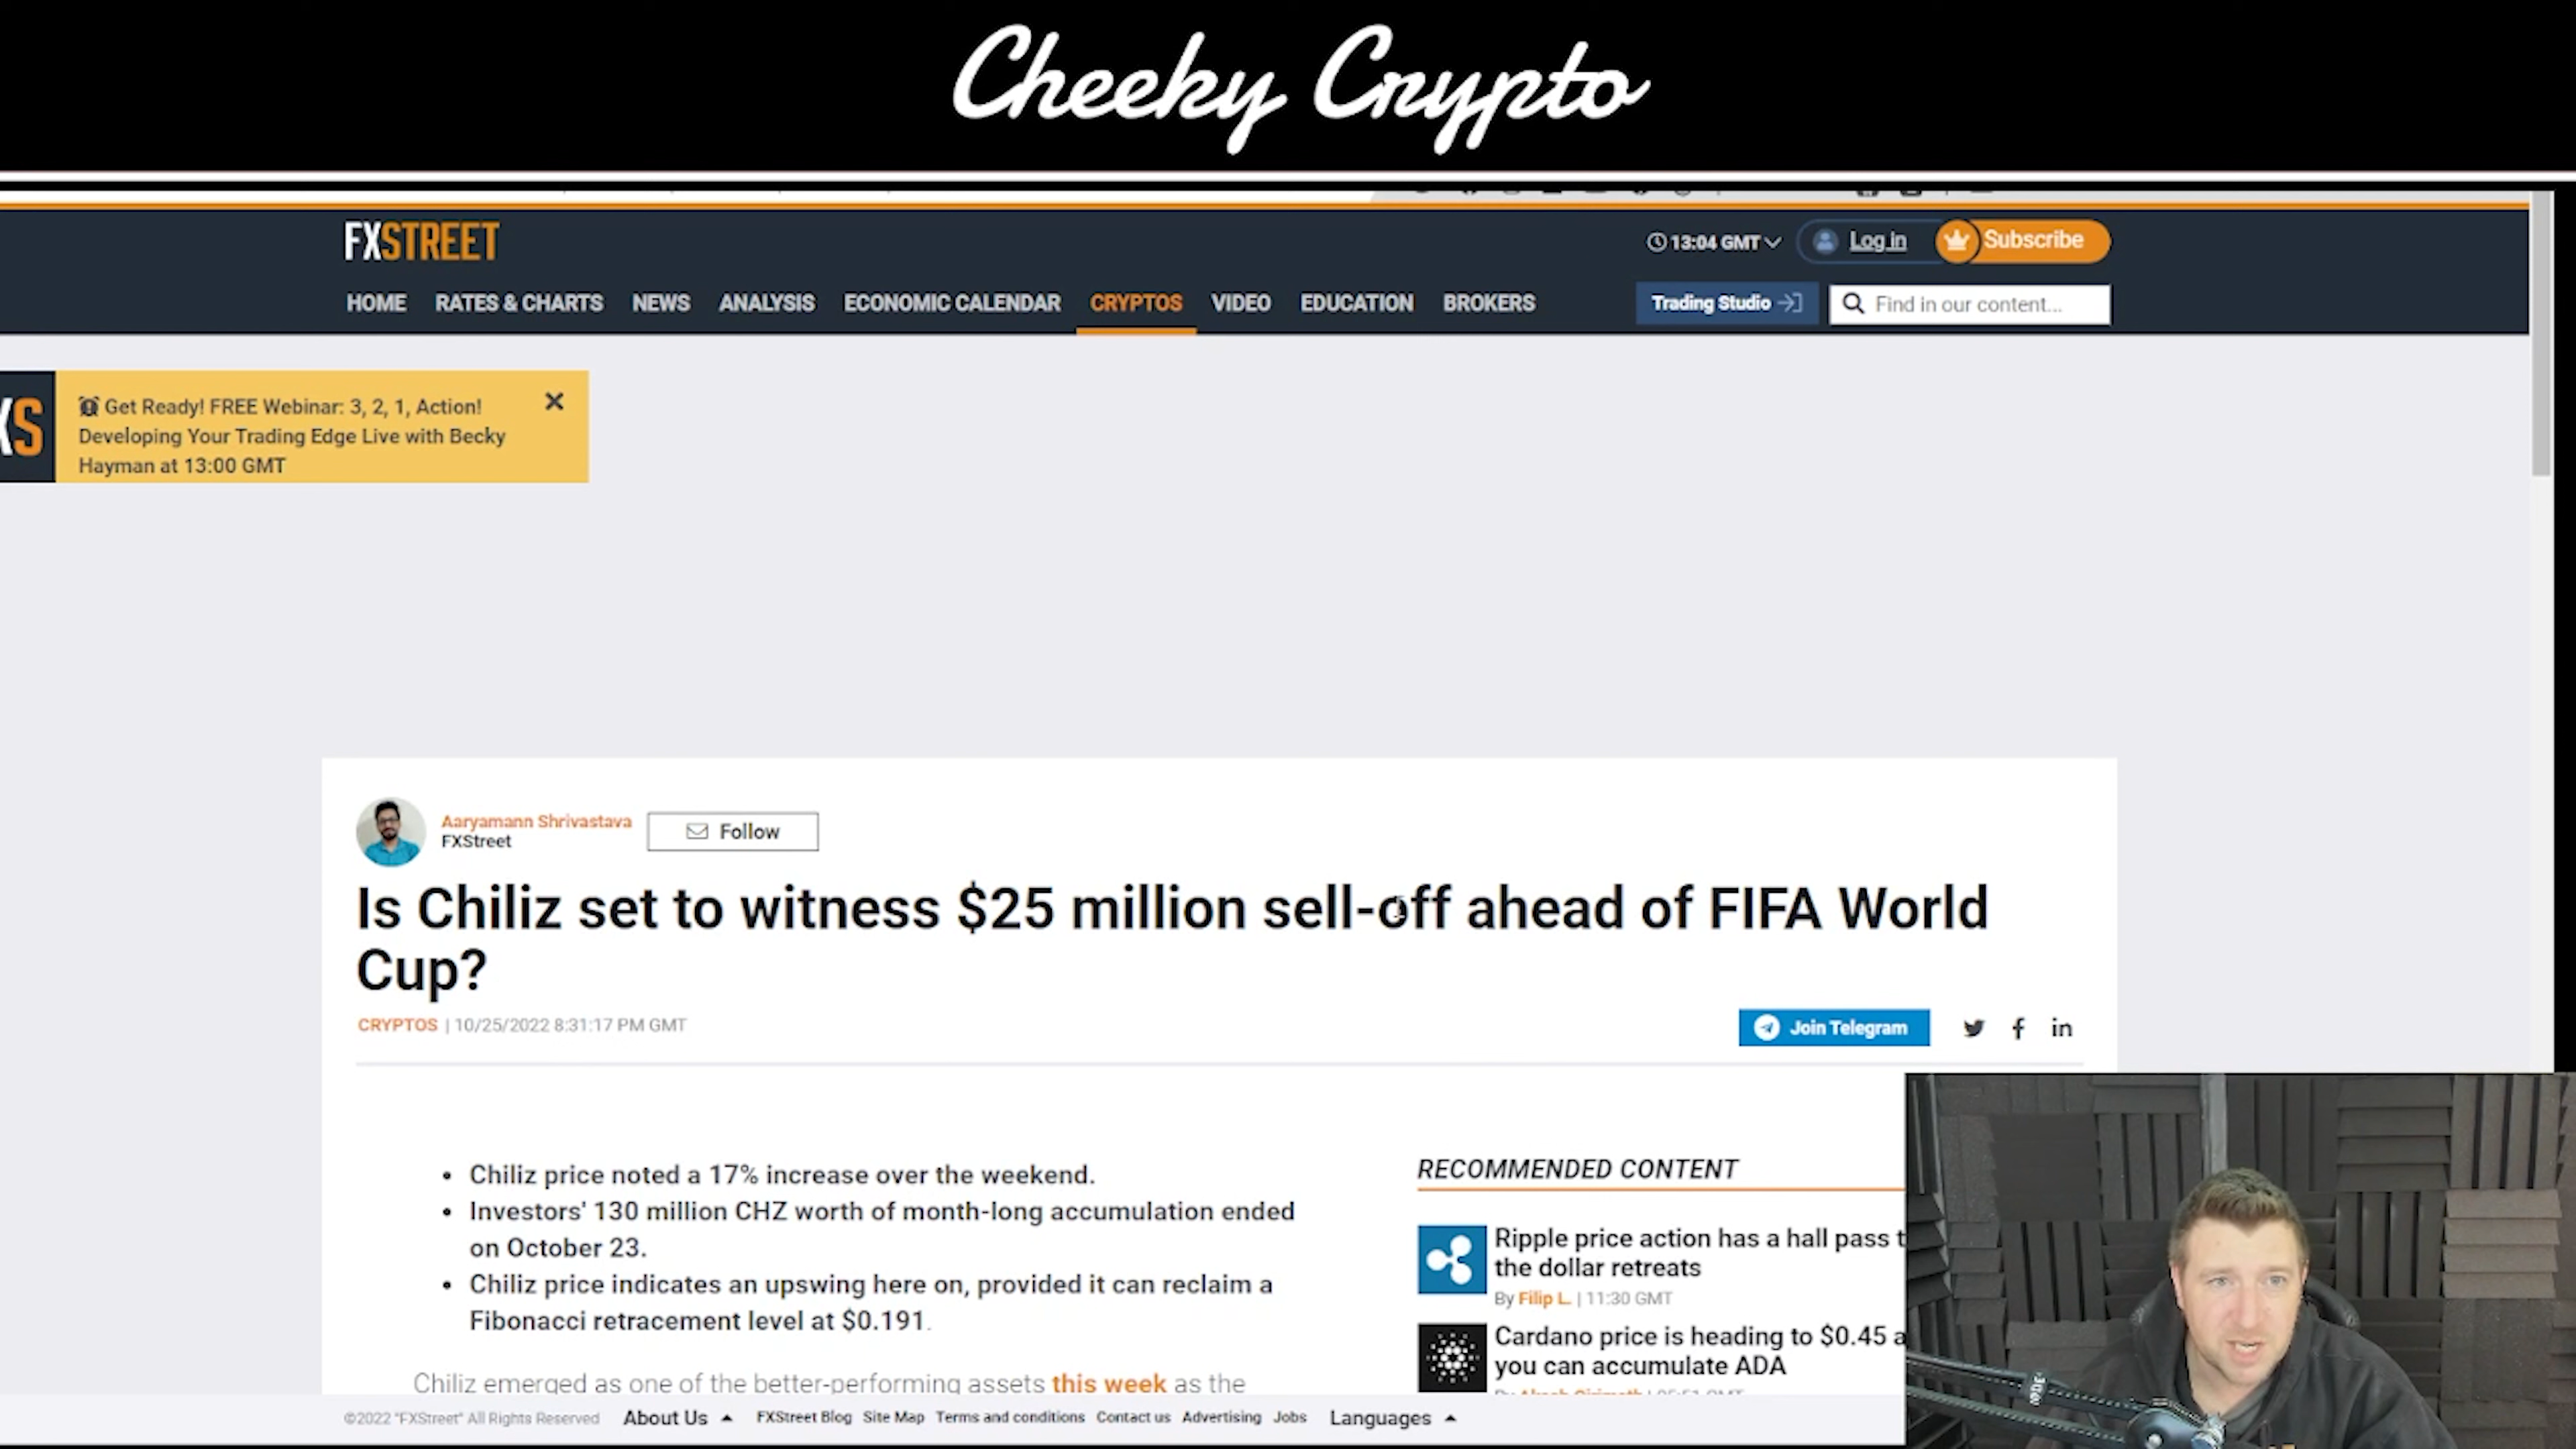 Cheeky Crypto
FXSTREET
13:04 GMT
Log in
Subscribe
HOME RATES & CHARTS NEWS ANALYSIS ECONOMIC CALENDAR CRYPTOS VIDEO EDUCATION BROKERS
Trading Studio
Find in our content...
XS
Get Ready! FREE Webinar: 3, 2, 1, Action!
Developing Your Trading Edge Live with Becky
Hayman at 13:00 GMT
Aaryamann Shrivastava
FXStreet
Follow
Is Chiliz set to witness $25 million sell-off ahead of FIFA World
Cup?
CRYPTOS | 10/25/2022 8:31:17 PM GMT
Join Telegram
• Chiliz price noted a 17% increase over the weekend.
• Investors' 130 million CHZ worth of month-long accumulation ended
on October 23.
• Chiliz price indicates an upswing here on, provided it can reclaim a
Fibonacci retracement level at $0.191.
Chiliz emerged as one of the better-performing assets this week as the
RECOMMENDED CONTENT
Ripple price action has a hall pass t
the dollar retreats
By Filip L. | 11:30 GMT
Cardano price is heading to $0.45 a
you can accumulate ADA
©2022 "FXStreet" All Rights Reserved About Us FXStreet Blog Site Map Terms and conditions Contact us Advertising Jobs Languages